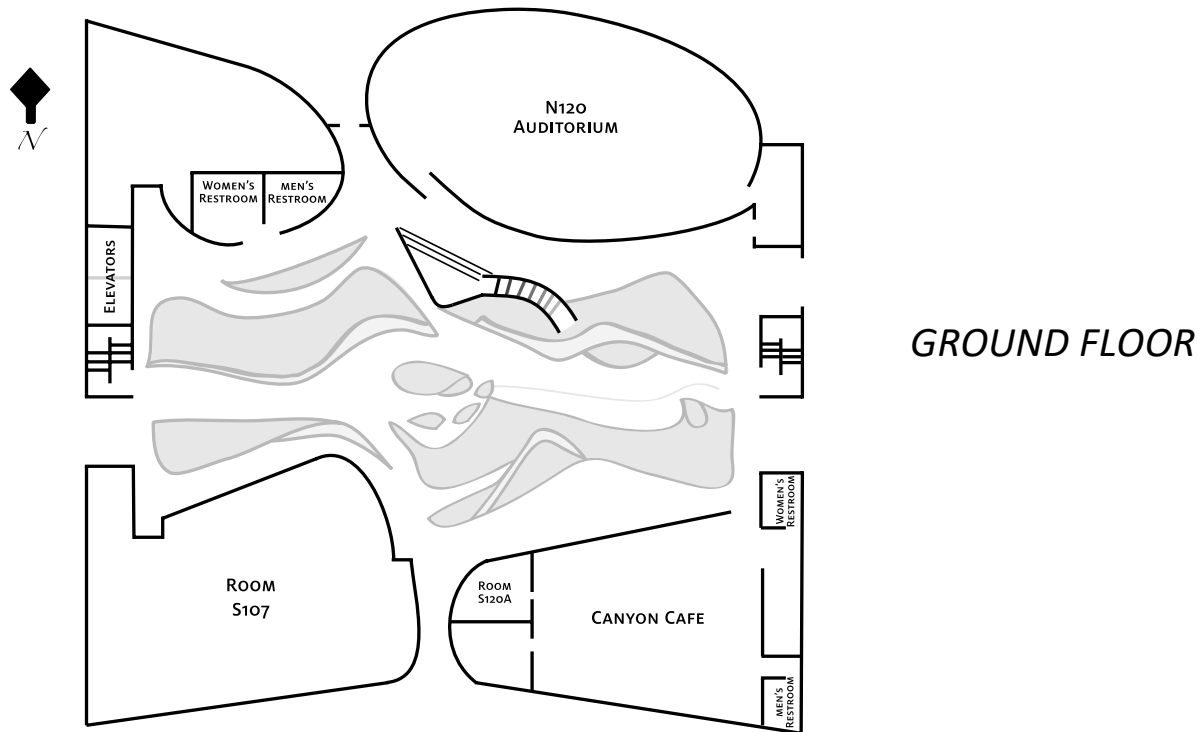 N120
AUDITORIUM
N
Women's
Restroom
men's
Restroom
Elevators
GROUND FLOOR
Women's
Restroom
Room
S107
Room
S120A
Canyon Cafe
men's
Restroom